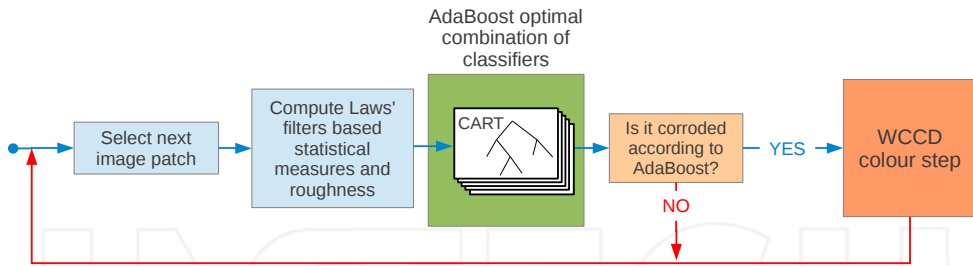 AdaBoost optimal
combination of
classifiers
Select next
image patch
Compute Laws'
filters based
statistical
measures and
roughness
CART
Is it corroded
according to
AdaBoost?
YES
NO
WCCD
colour step